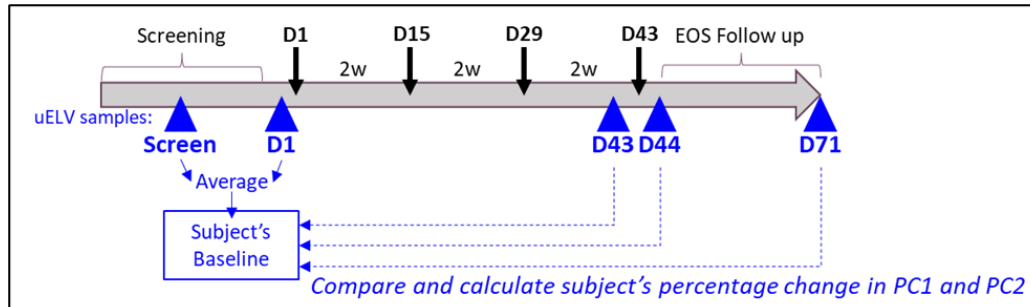 Screening
D1
D15
D29
D43
EOS Follow up
2w
2w
2w
uELV samples:
Screen
D1
D43
D44
D71
Average
Subject's
Baseline
Compare and calculate subject's percentage change in PC1 and PC2